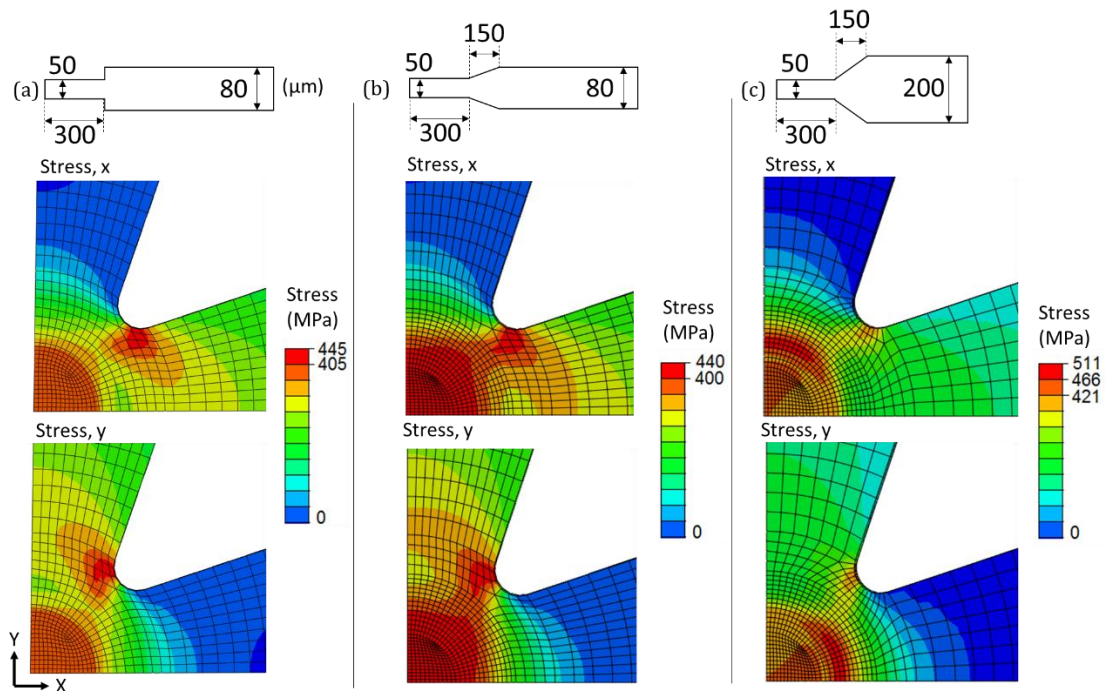 (a)
50
300
80
(μm)
Stress, x
Stress
(MPa)
445
405
0
Stress, y
Y
X
(b)
150
50
300
80
Stress, x
Stress
(MPa)
440
400
0
Stress, y
(c)
150
50
300
200
Stress, x
Stress
(MPa)
511
466
421
0
Stress, y